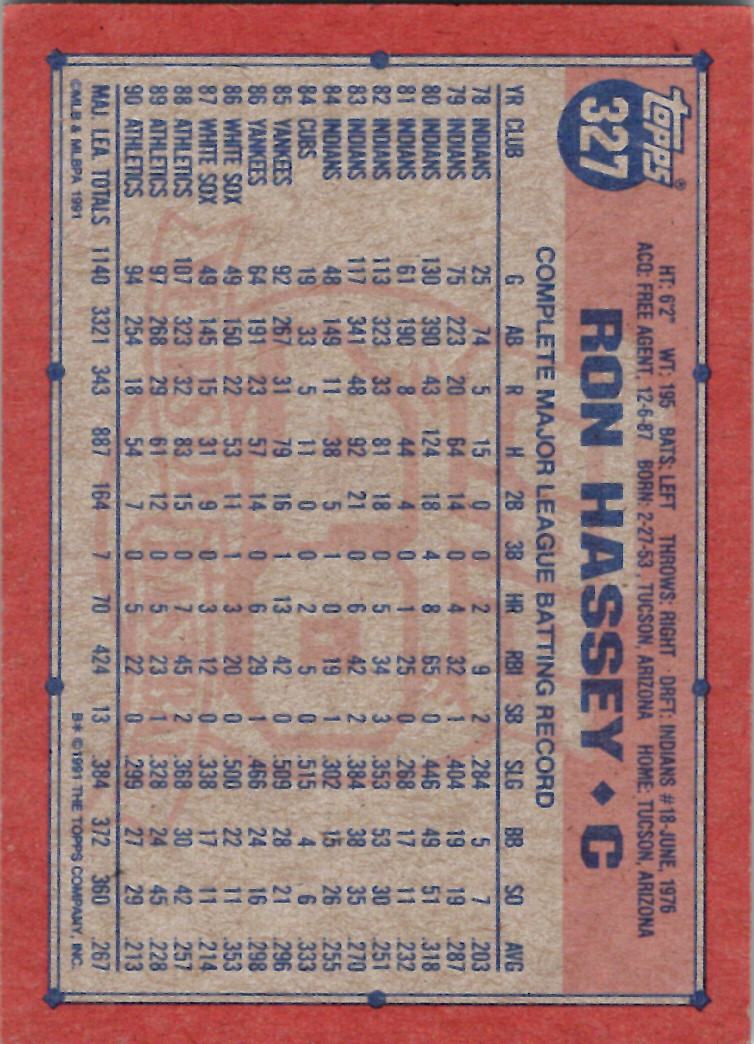 Topps®
327
HT: 6'2" WT: 195 BATS: LEFT THROWS: RIGHT DRFT: INDIANS #18-JUNE, 1976
ACQ: FREE AGENT, 12-6-87 BORN: 2-27-53, TUCSON, ARIZONA HOME: TUCSON, ARIZONA
RON HASSEY ♦ C
COMPLETE MAJOR LEAGUE BATTING RECORD
YR CLUB G AB R H 2B 3B HR RBI SB SLG BB SO AVG
78 INDIANS 25 74 5 15 0 0 2 9 2 .284 5 7 .203
79 INDIANS 75 223 20 64 14 0 4 32 1 .404 19 19 .287
80 INDIANS 130 390 43 124 18 4 8 65 0 .446 49 51 .318
81 INDIANS 61 190 8 44 4 0 1 25 0 .268 17 11 .232
82 INDIANS 113 323 33 81 18 0 5 34 3 .353 53 30 .251
83 INDIANS 117 341 48 92 21 0 6 42 2 .384 38 35 .270
84 INDIANS 48 149 11 38 5 1 0 19 1 .302 15 26 .255
84 CUBS 19 33 5 11 0 0 2 5 0 .515 4 6 .333
85 YANKEES 92 267 31 79 16 1 13 42 0 .509 28 21 .296
86 YANKEES 64 191 23 57 14 0 6 29 1 .466 24 16 .298
86 WHITE SOX 49 150 22 53 11 1 3 20 0 .500 22 11 .353
87 WHITE SOX 49 145 15 31 9 0 3 12 0 .338 17 11 .214
88 ATHLETICS 107 323 32 83 15 0 7 45 2 .368 30 42 .257
89 ATHLETICS 97 268 29 61 12 0 5 23 1 .328 24 45 .228
90 ATHLETICS 94 254 18 54 7 0 5 22 0 .299 27 29 .213
MAJ. LEA. TOTALS 1140 3321 343 887 164 7 70 424 13 .384 372 360 .267
©MLB & MLBPA 1991
B* ©1991 THE TOPPS COMPANY, INC.